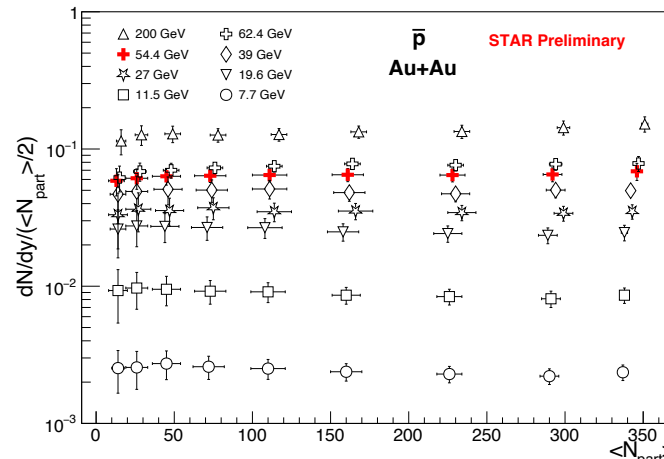 1
200 GeV
62.4 GeV
p̅
STAR Preliminary
54.4 GeV
39 GeV
Au+Au
27 GeV
19.6 GeV
11.5 GeV
7.7 GeV
dN/dy/(<N_part>/2)
10⁻¹
10⁻²
10⁻³
0 50 100 150 200 250 300 350
<N_part>